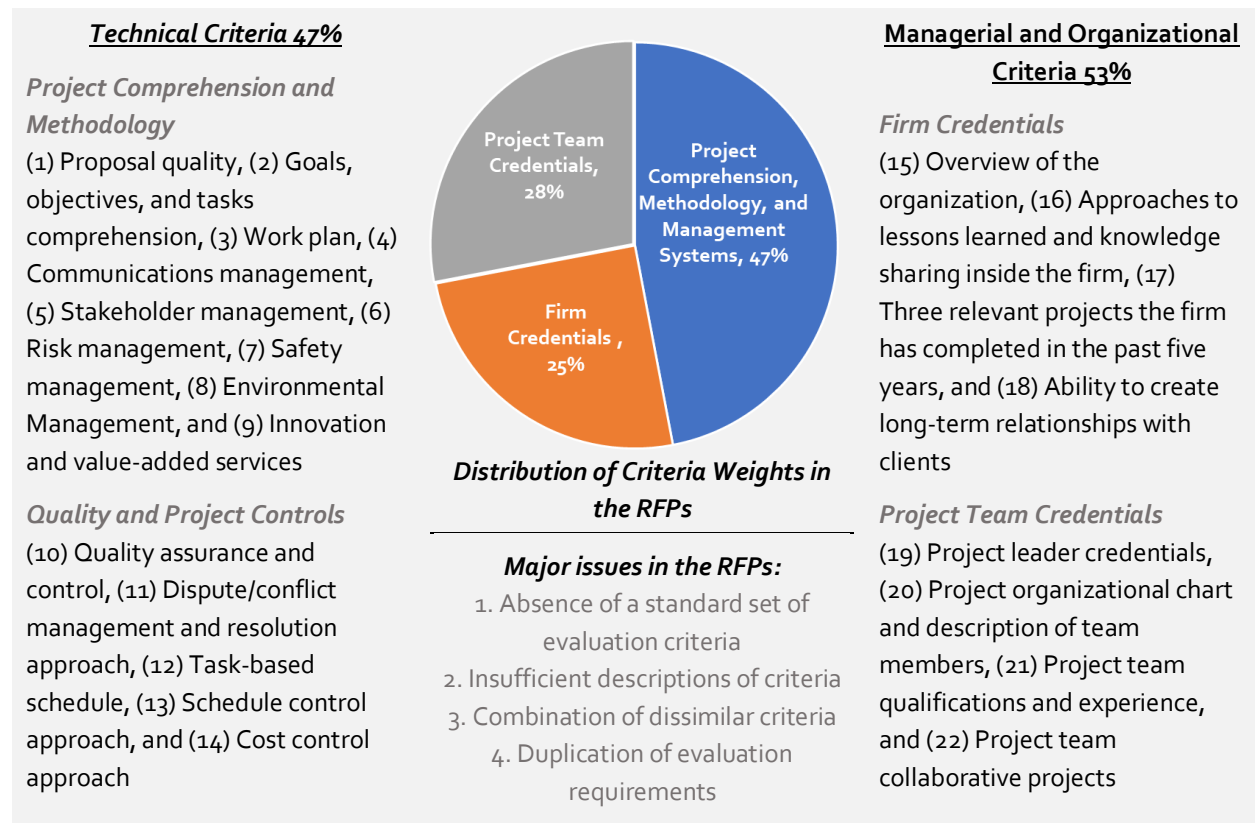 Technical Criteria 47%
Project Comprehension and
Methodology
(1) Proposal quality, (2) Goals,
objectives, and tasks
comprehension, (3) Work plan, (4)
Communications management,
(5) Stakeholder management, (6)
Risk management, (7) Safety
management, (8) Environmental
Management, and (9) Innovation
and value-added services
Quality and Project Controls
(10) Quality assurance and
control, (11) Dispute/conflict
management and resolution
approach, (12) Task-based
schedule, (13) Schedule control
approach, and (14) Cost control
approach
Project Team
Credentials,
28%
Project
Comprehension,
Methodology, and
Management
Systems, 47%
Firm
Credentials ,
25%
Distribution of Criteria Weights in
the RFPs
Major issues in the RFPs:
1. Absence of a standard set of
evaluation criteria
2. Insufficient descriptions of criteria
3. Combination of dissimilar criteria
4. Duplication of evaluation
requirements
Managerial and Organizational
Criteria 53%
Firm Credentials
(15) Overview of the
organization, (16) Approaches to
lessons learned and knowledge
sharing inside the firm, (17)
Three relevant projects the firm
has completed in the past five
years, and (18) Ability to create
long-term relationships with
clients
Project Team Credentials
(19) Project leader credentials,
(20) Project organizational chart
and description of team
members, (21) Project team
qualifications and experience,
and (22) Project team
collaborative projects